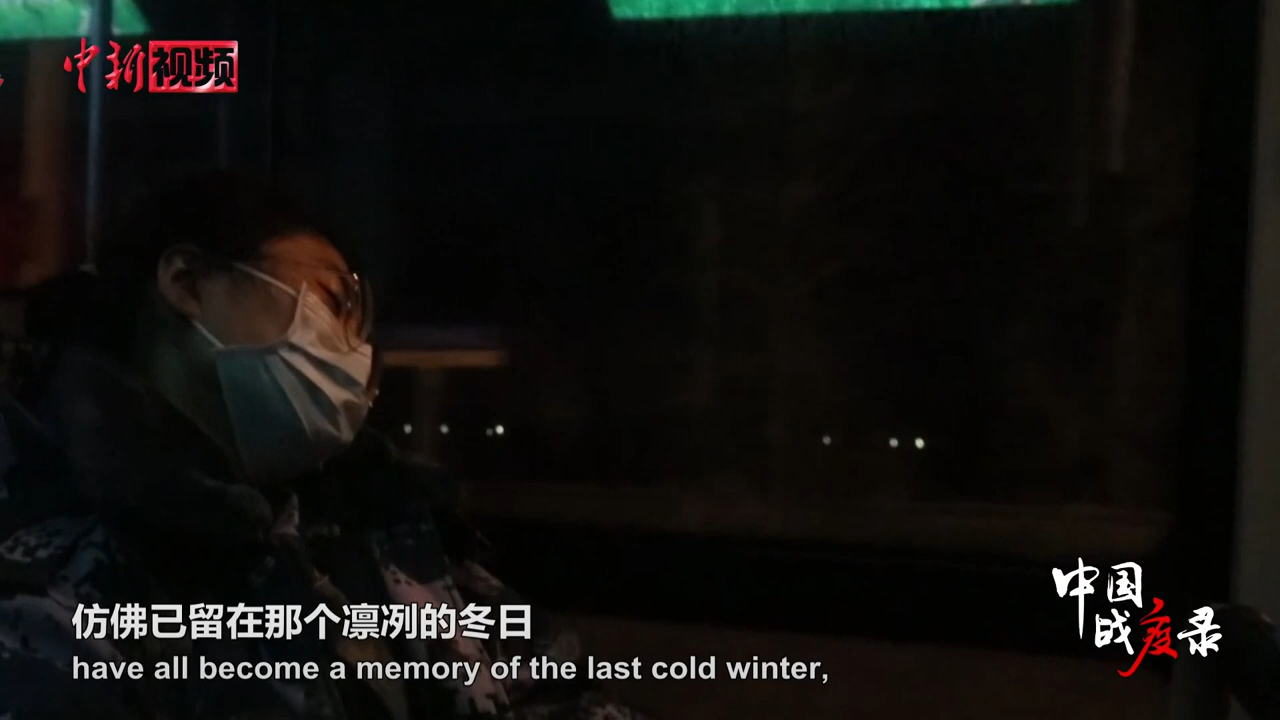 中新视频
仿佛已留在那个凛冽的冬日
have all become a memory of the last cold winter,
中国
战疫录